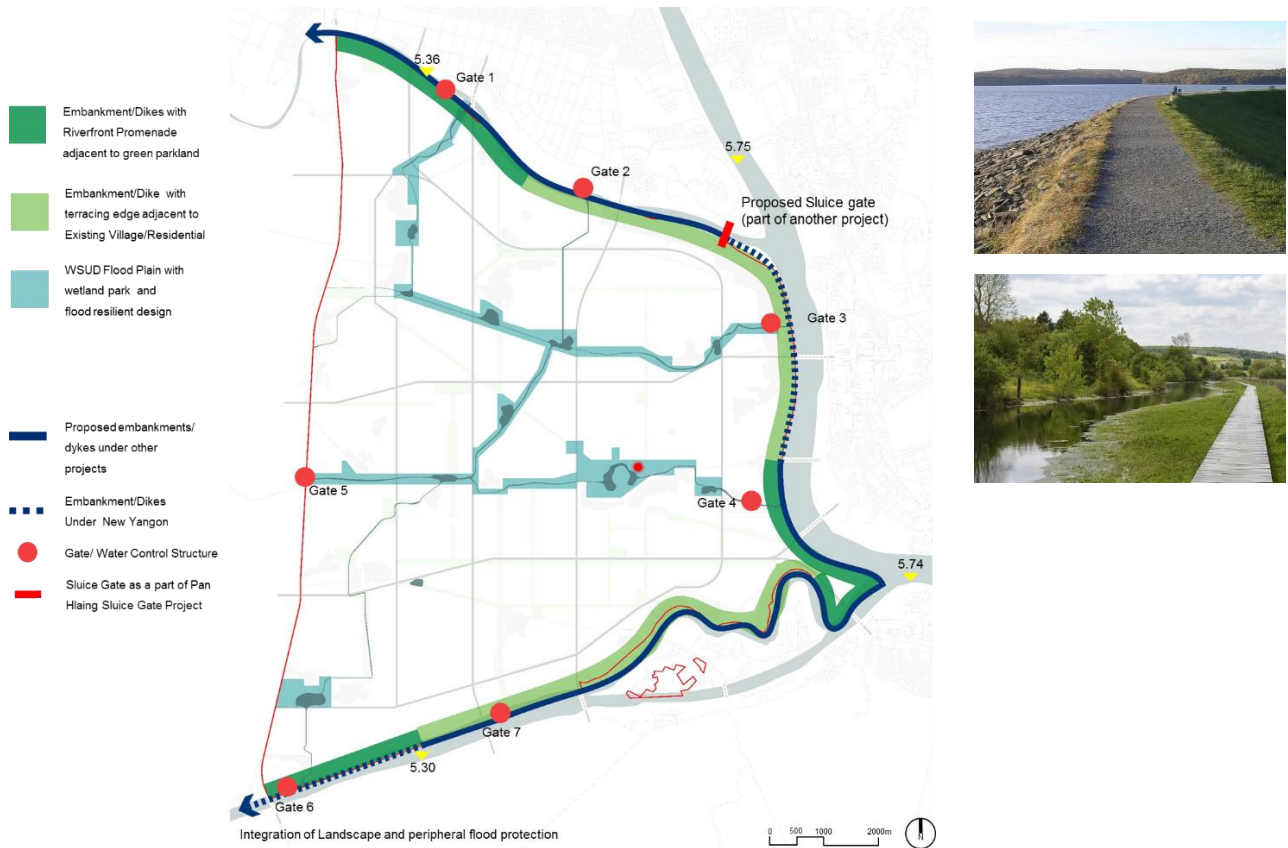 Embankment/Dikes with
Riverfront Promenade
adjacent to green parkland
Embankment/Dike with
terracing edge adjacent to
Existing Village/Residential
WSUD Flood Plain with
wetland park and
flood resilient design
Proposed embankments/
dykes under other
projects
Embankment/Dikes
Under New Yangon
Gate/ Water Control Structure
Sluice Gate as a part of Pan
Hlaing Sluice Gate Project
5.36
Gate 1
5.75
Gate 2
Proposed Sluice gate
(part of another project)
Gate 3
Gate 5
Gate 4
5.74
Gate 7
5.30
Gate 6
Integration of Landscape and peripheral flood protection
0 500 1000 2000m
N